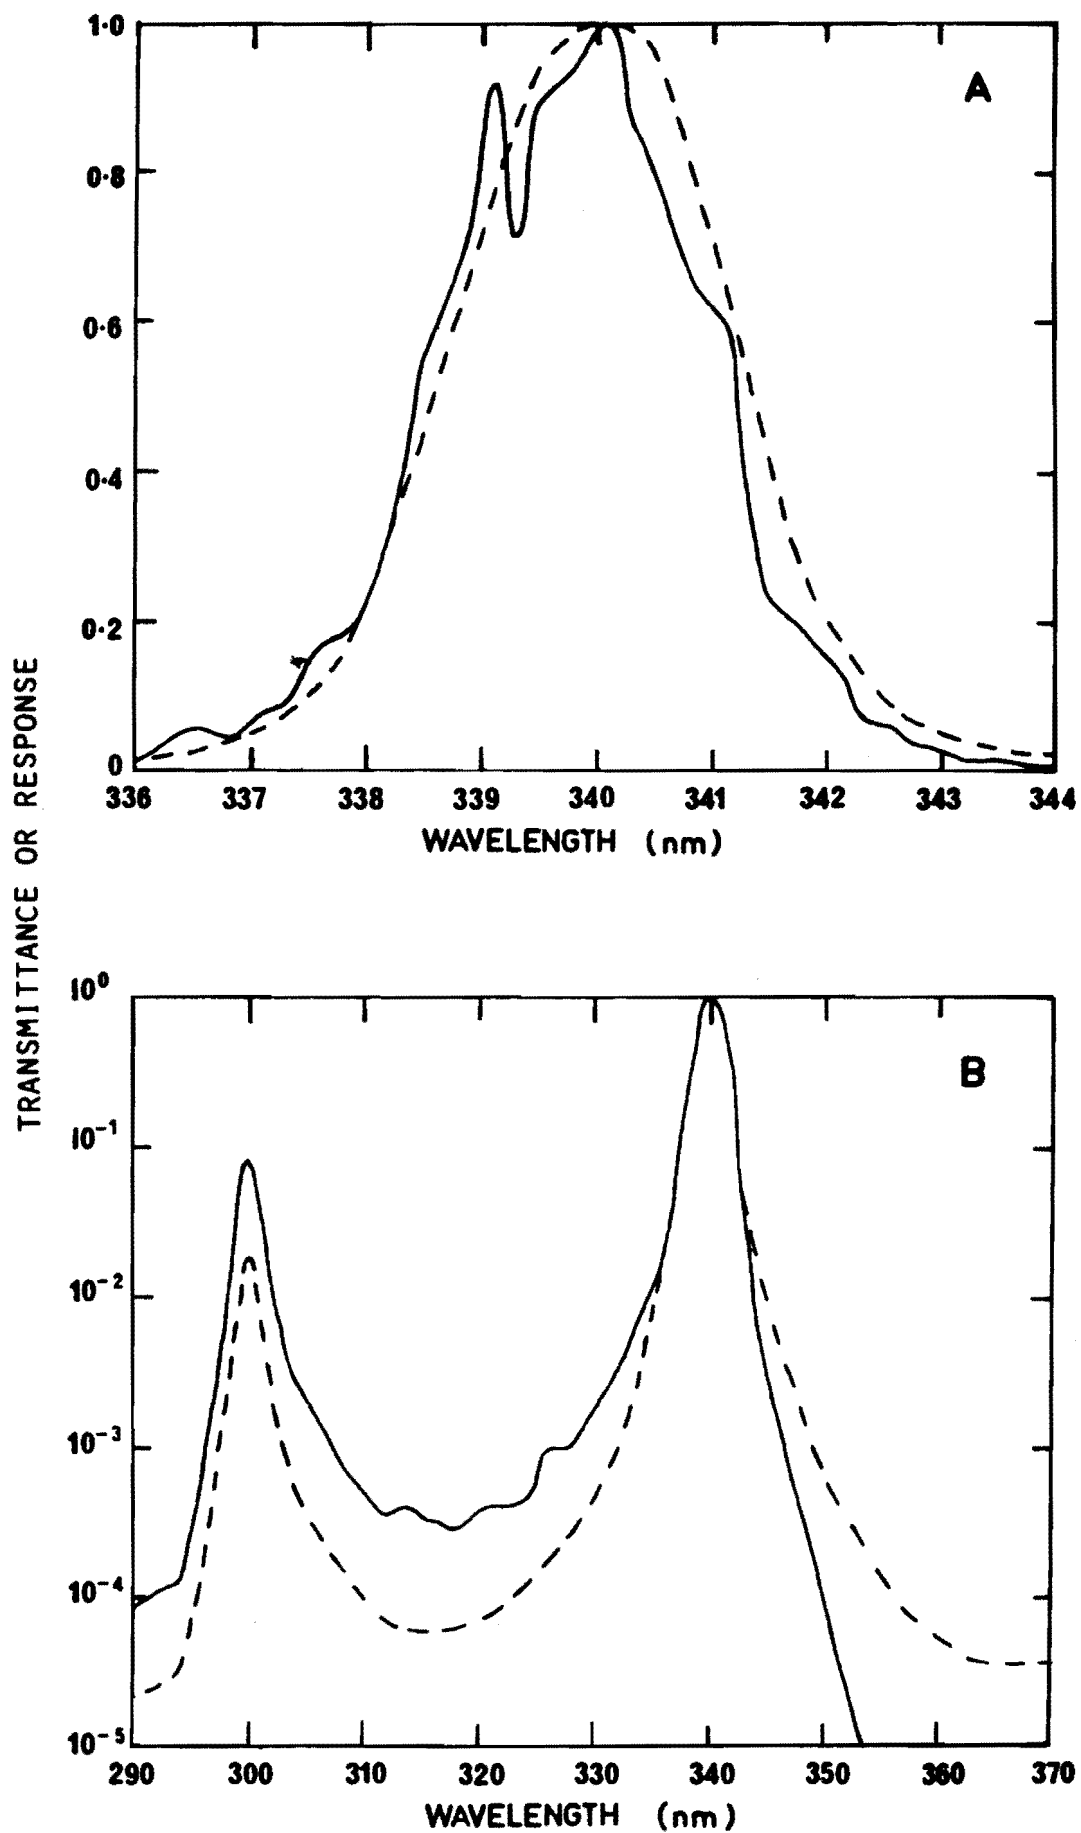 TRANSMITTANCE OR RESPONSE
A
1·0
0·8
0·6
0·4
0·2
0
336 337 338 339 340 341 342 343 344
WAVELENGTH (nm)
B
10⁰
10⁻¹
10⁻²
10⁻³
10⁻⁴
10⁻⁵
290 300 310 320 330 340 350 360 370
WAVELENGTH (nm)